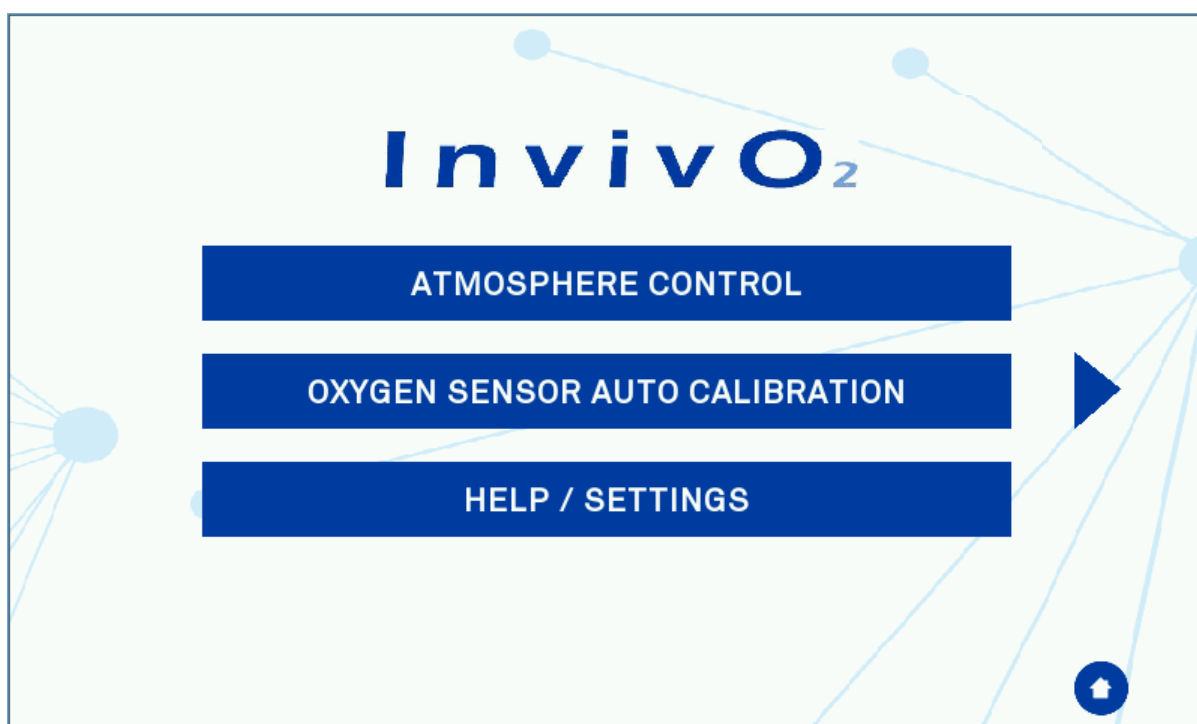 InvivO₂
ATMOSPHERE CONTROL
OXYGEN SENSOR AUTO CALIBRATION
HELP / SETTINGS